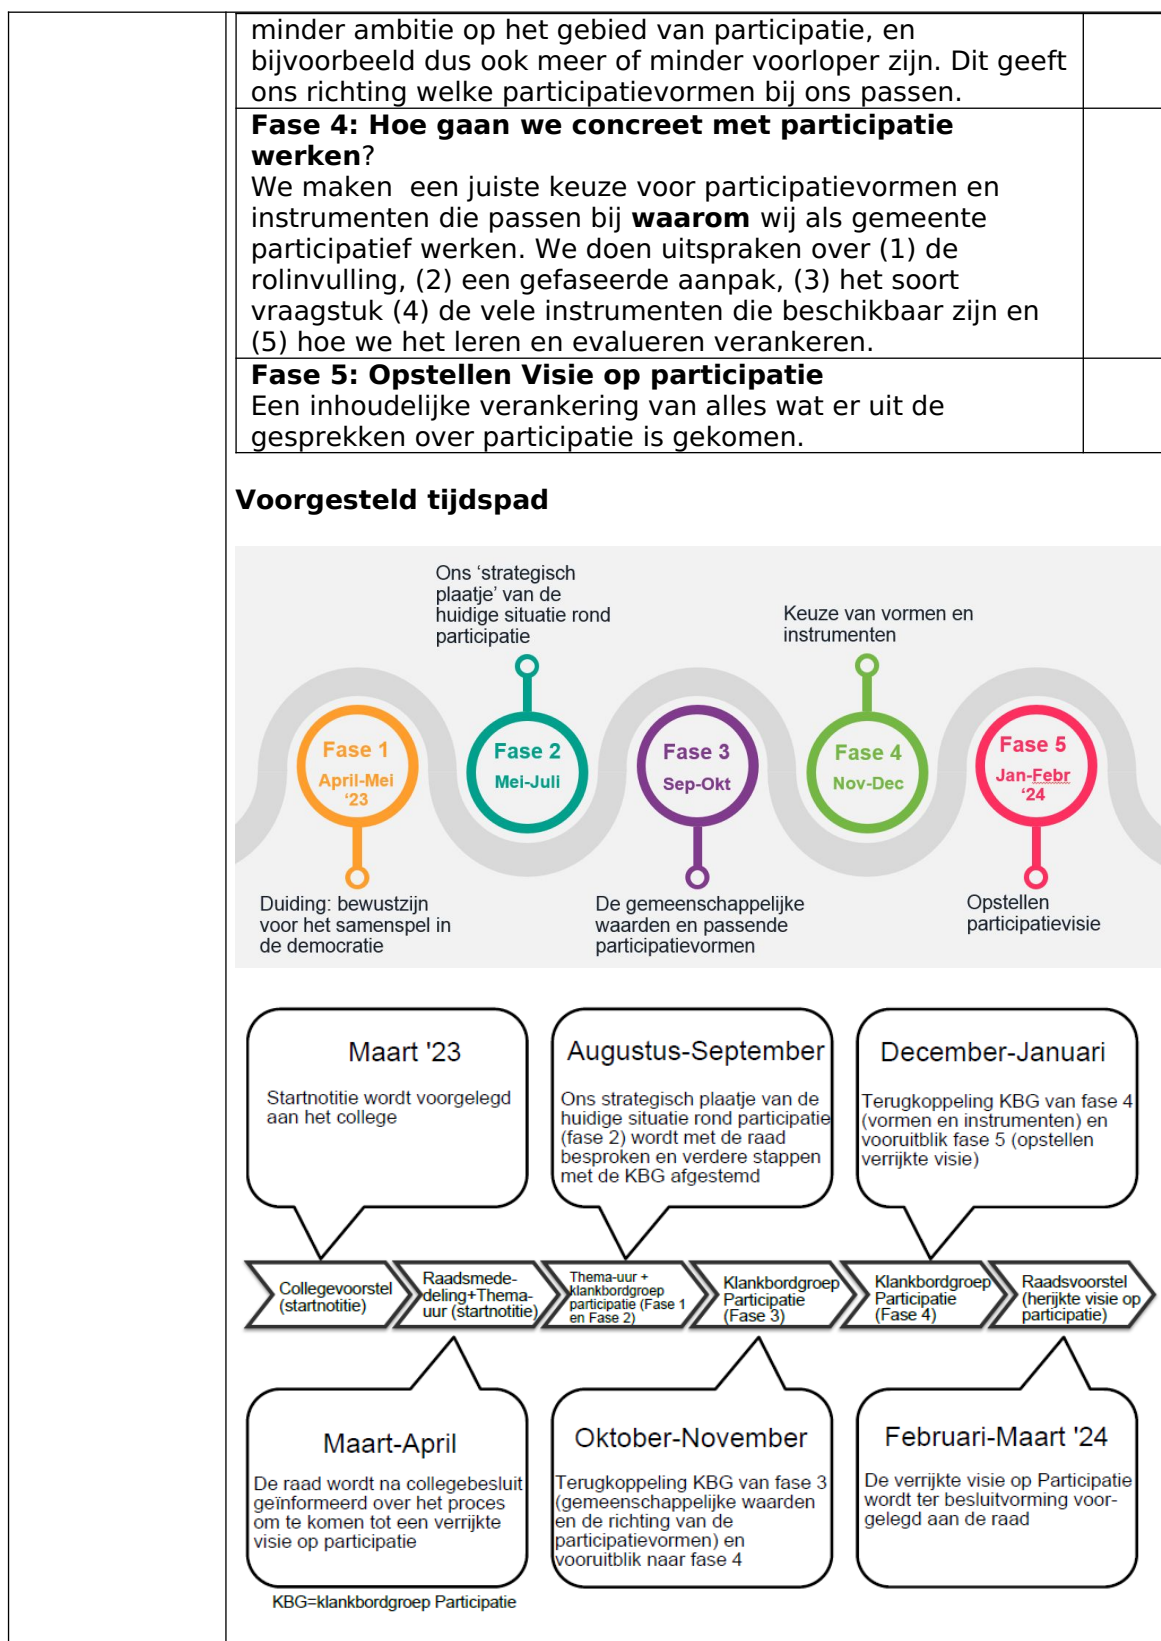 minder ambitie op het gebied van participatie, en
bijvoorbeeld dus ook meer of minder voorloper zijn. Dit geeft
ons richting welke participatievormen bij ons passen.
Fase 4: Hoe gaan we concreet met participatie
werken?
We maken  een juiste keuze voor participatievormen en
instrumenten die passen bij waarom wij als gemeente
participatief werken. We doen uitspraken over (1) de
rolinvulling, (2) een gefaseerde aanpak, (3) het soort
vraagstuk (4) de vele instrumenten die beschikbaar zijn en
(5) hoe we het leren en evalueren verankeren.
Fase 5: Opstellen Visie op participatie
Een inhoudelijke verankering van alles wat er uit de
gesprekken over participatie is gekomen.
Voorgesteld tijdspad
Ons ‘strategisch
plaatje’ van de
huidige situatie rond
participatie
Keuze van vormen en
instrumenten
Fase 1
April-Mei
‘23
Fase 2
Mei-Juli
Fase 3
Sep-Okt
Fase 4
Nov-Dec
Fase 5
Jan-Febr
‘24
Duiding: bewustzijn
voor het samenspel in
de democratie
De gemeenschappelijke
waarden en passende
participatievormen
Opstellen
participatievisie
Maart '23
Startnotitie wordt voorgelegd
aan het college
Augustus-September
Ons strategisch plaatje van de
huidige situatie rond participatie
(fase 2) wordt met de raad
besproken en verdere stappen
met de KBG afgestemd
December-Januari
Terugkoppeling KBG van fase 4
(vormen en instrumenten) en
vooruitblik fase 5 (opstellen
verrijkte visie)
Collegevoorstel
(startnotitie)
Raadsmede-
deling+Thema-
uur (startnotitie)
Thema-uur +
klankbordgroep
participatie (Fase 1
en Fase 2)
Klankbordgroep
Participatie
(Fase 3)
Klankbordgroep
Participatie
(Fase 4)
Raadsvoorstel
(herijkte visie op
participatie)
Maart-April
De raad wordt na collegebesluit
geïnformeerd over het proces
om te komen tot een verrijkte
visie op participatie
Oktober-November
Terugkoppeling KBG van fase 3
(gemeenschappelijke waarden
en de richting van de
participatievormen) en
vooruitblik naar fase 4
Februari-Maart '24
De verrijkte visie op Participatie
wordt ter besluitvorming voor-
gelegd aan de raad
KBG=klankbordgroep Participatie